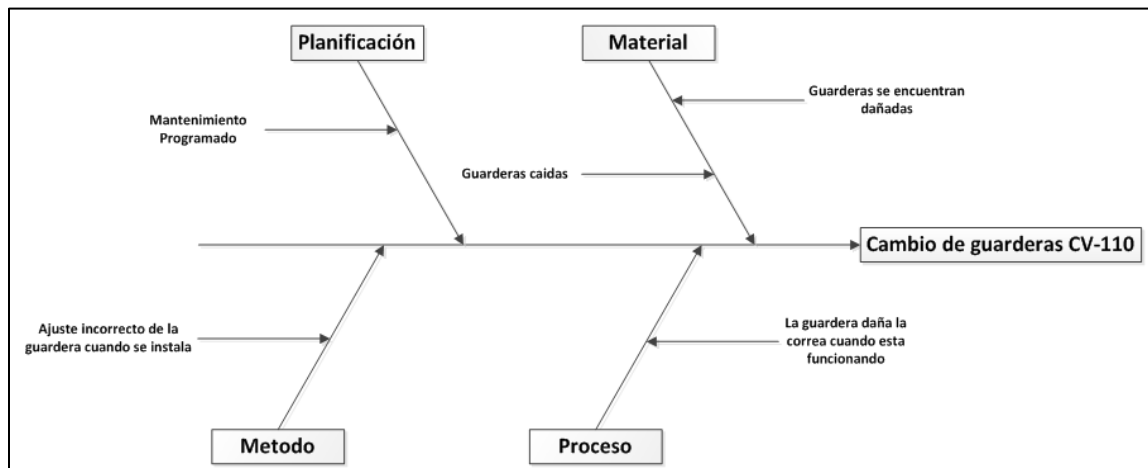 Planificación
Material
Guarderas se encuentran
dañadas
Mantenimiento
Programado
Guarderas caidas
Cambio de guarderas CV-110
Ajuste incorrecto de la
guardera cuando se instala
La guardera daña la
correa cuando esta
funcionando
Metodo
Proceso